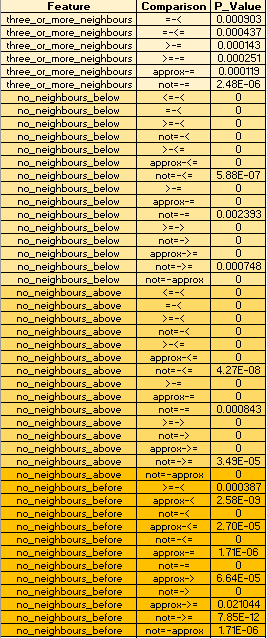 Feature Comparison P_Value
three_or_more_neighbours =-< 0.000903
three_or_more_neighbours =-<= 0.000437
three_or_more_neighbours >-= 0.000143
three_or_more_neighbours >=-= 0.000251
three_or_more_neighbours approx-= 0.000119
three_or_more_neighbours not=-= 2.48E-06
no_neighbours_below <=-< 0
no_neighbours_below =-< 0
no_neighbours_below >=-< 0
no_neighbours_below not=-< 0
no_neighbours_below >-<= 0
no_neighbours_below approx-<= 0
no_neighbours_below not=-<= 5.88E-07
no_neighbours_below >-= 0
no_neighbours_below approx-= 0
no_neighbours_below not=-= 0.002393
no_neighbours_below >=-> 0
no_neighbours_below not=-> 0
no_neighbours_below approx->= 0
no_neighbours_below not=->= 0.000748
no_neighbours_below not=-approx 0
no_neighbours_above <=-< 0
no_neighbours_above =-< 0
no_neighbours_above >=-< 0
no_neighbours_above not=-< 0
no_neighbours_above >-<= 0
no_neighbours_above approx-<= 0
no_neighbours_above not=-<= 4.27E-08
no_neighbours_above >-= 0
no_neighbours_above approx-= 0
no_neighbours_above not=-= 0.000843
no_neighbours_above >=-> 0
no_neighbours_above not=-> 0
no_neighbours_above approx->= 0
no_neighbours_above not=->= 3.49E-05
no_neighbours_above not=-approx 0
no_neighbours_before >=-< 0.000387
no_neighbours_before approx-< 2.58E-09
no_neighbours_before not=-< 0
no_neighbours_before approx-<= 2.70E-05
no_neighbours_before not=-<= 0
no_neighbours_before approx-= 1.71E-06
no_neighbours_before not=-= 0
no_neighbours_before approx-> 6.64E-05
no_neighbours_before not=-> 0
no_neighbours_before approx->= 0.021044
no_neighbours_before not=->= 7.85E-12
no_neighbours_before not=-approx 1.71E-06